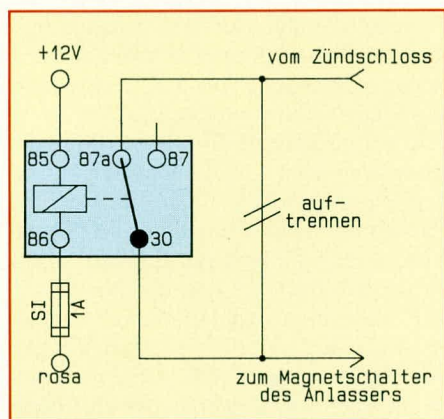 +12V
vom Zündschloss
85
87a
87
auf-
trennen
86
30
SI
1A
rosa
zum Magnetschalter
des Anlassers